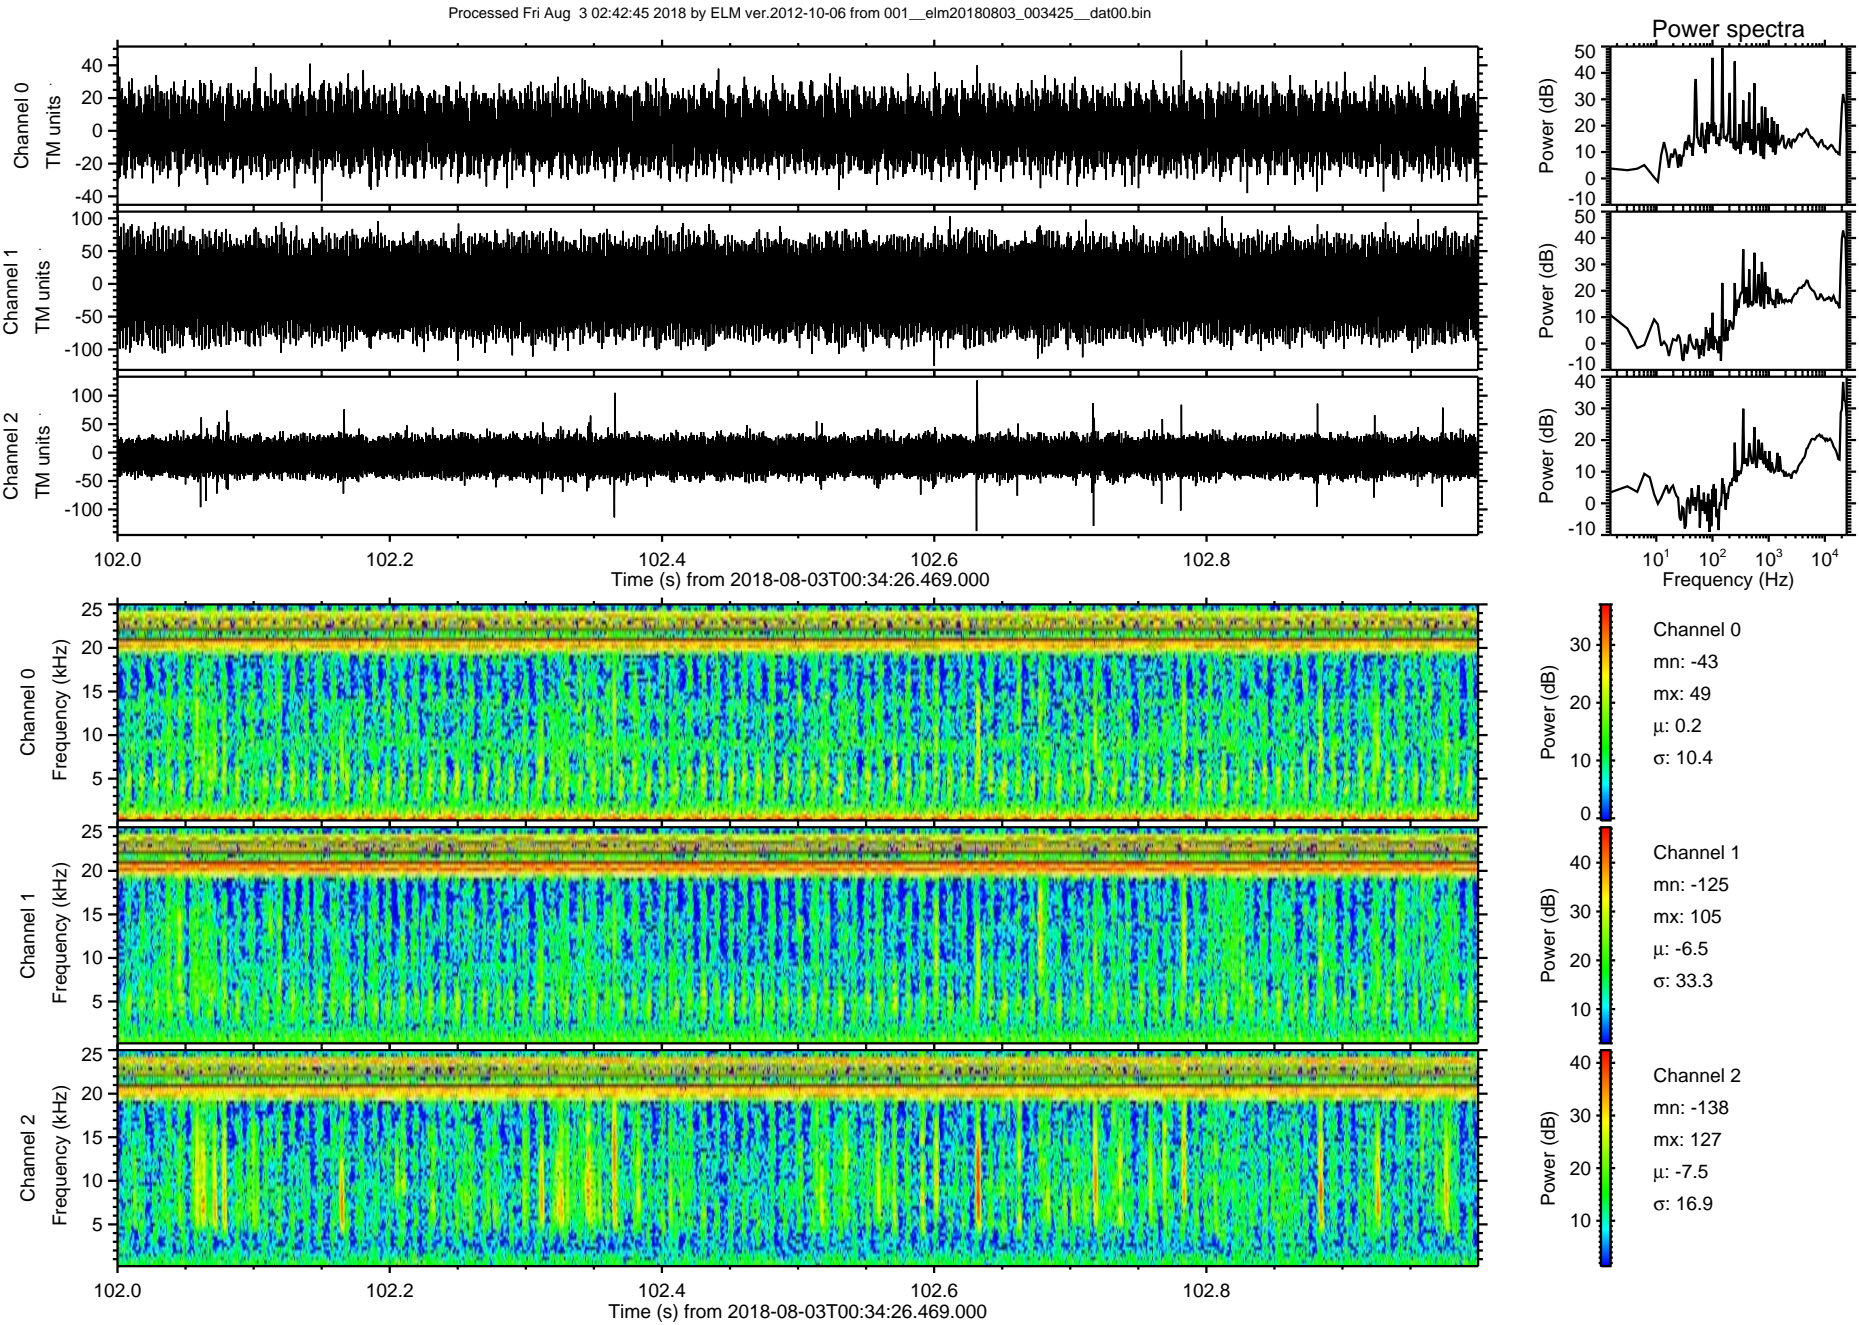 Processed Fri Aug  3 02:42:45 2018 by ELM ver.2012-10-06 from 001__elm20180803_003425__dat00.bin
Power spectra
Channel 0
TM units
40
20
0
-20
-40
Power (dB)
50
40
30
20
10
0
-10
Channel 1
TM units
100
50
0
-50
-100
Power (dB)
50
40
30
20
10
0
-10
Channel 2
TM units
100
50
0
-50
-100
Power (dB)
40
30
20
10
0
-10
102.0 102.2 102.4 102.6 102.8
Time (s) from 2018-08-03T00:34:26.469.000
10¹ 10² 10³ 10⁴
Frequency (Hz)
Channel 0
Frequency (kHz)
25
20
15
10
5
Power (dB)
30
20
10
0
Channel 0
mn: -43
mx: 49
μ: 0.2
σ: 10.4
Channel 1
Frequency (kHz)
25
20
15
10
5
Power (dB)
40
30
20
10
Channel 1
mn: -125
mx: 105
μ: -6.5
σ: 33.3
Channel 2
Frequency (kHz)
25
20
15
10
5
Power (dB)
40
30
20
10
Channel 2
mn: -138
mx: 127
μ: -7.5
σ: 16.9
102.0 102.2 102.4 102.6 102.8
Time (s) from 2018-08-03T00:34:26.469.000